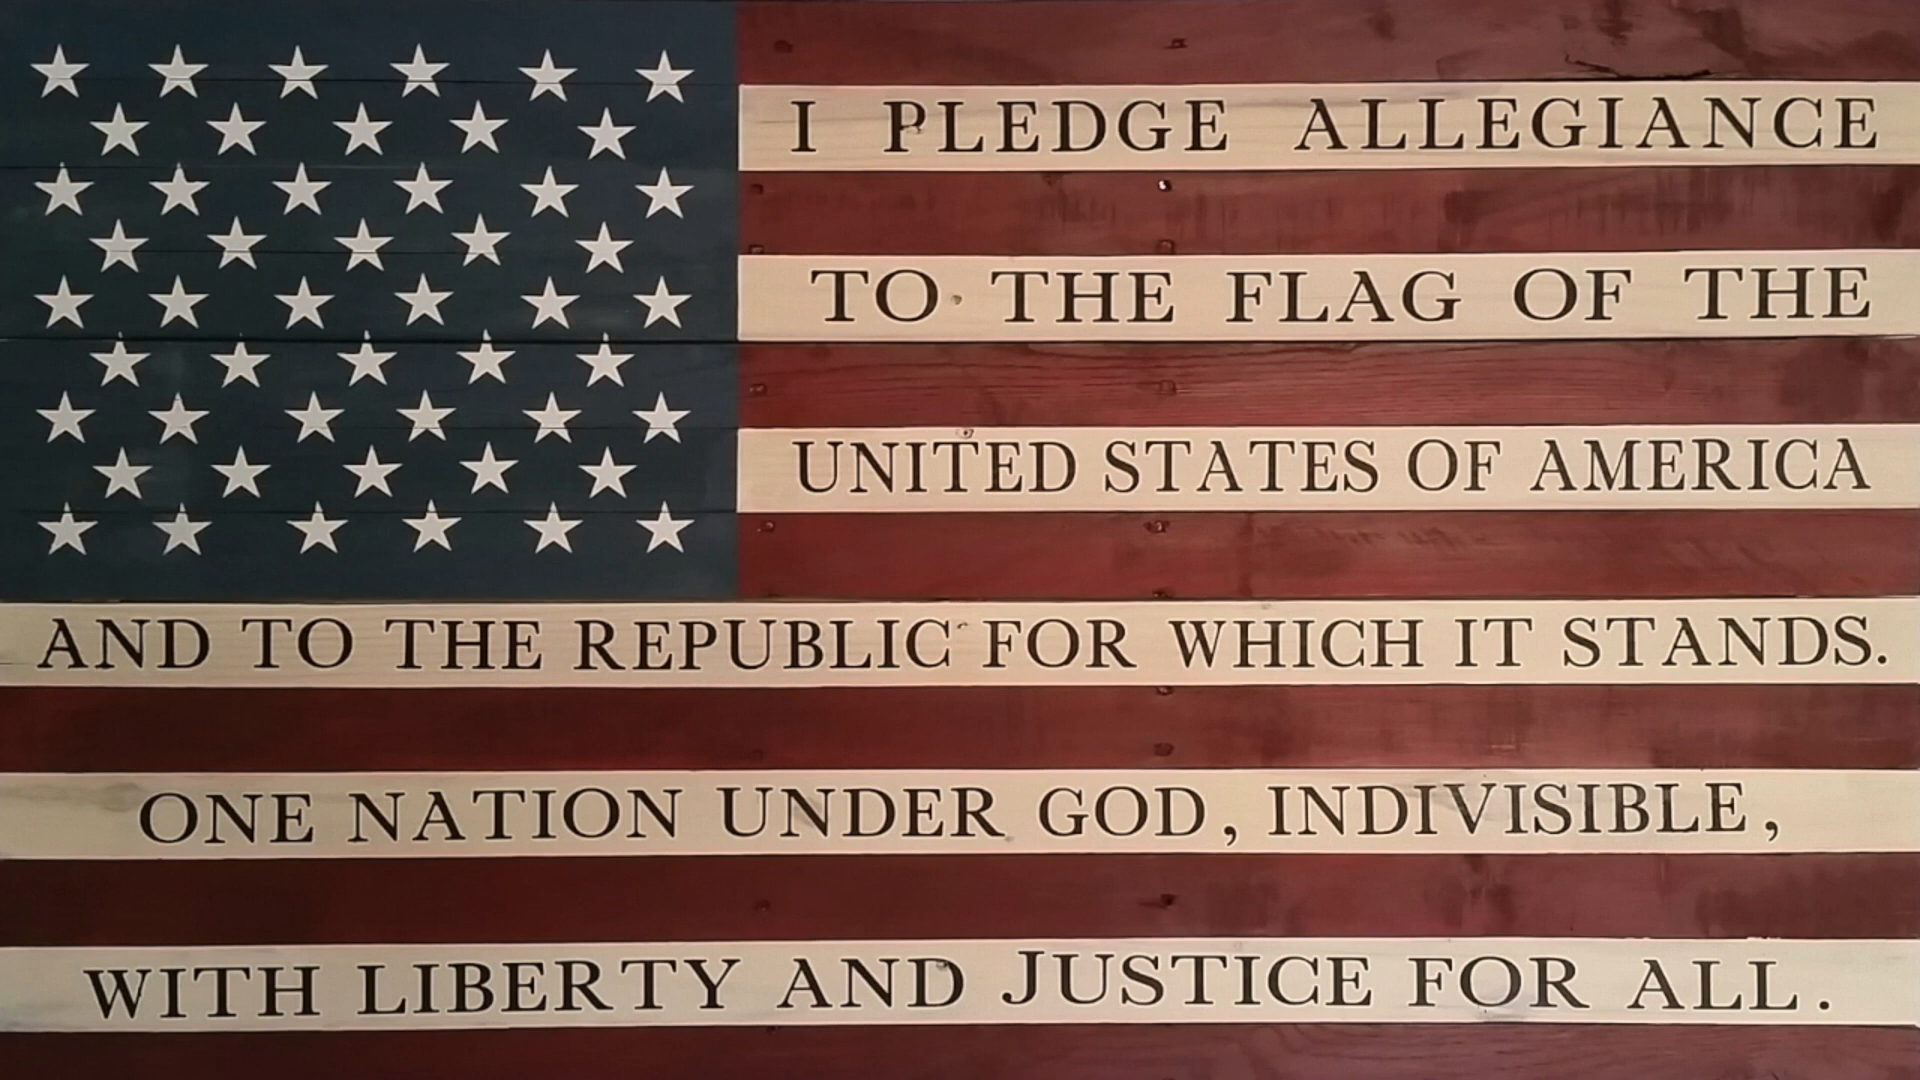 I PLEDGE ALLEGIANCE
TO THE FLAG OF THE
UNITED STATES OF AMERICA
AND TO THE REPUBLIC FOR WHICH IT STANDS.
ONE NATION UNDER GOD, INDIVISIBLE,
WITH LIBERTY AND JUSTICE FOR ALL.